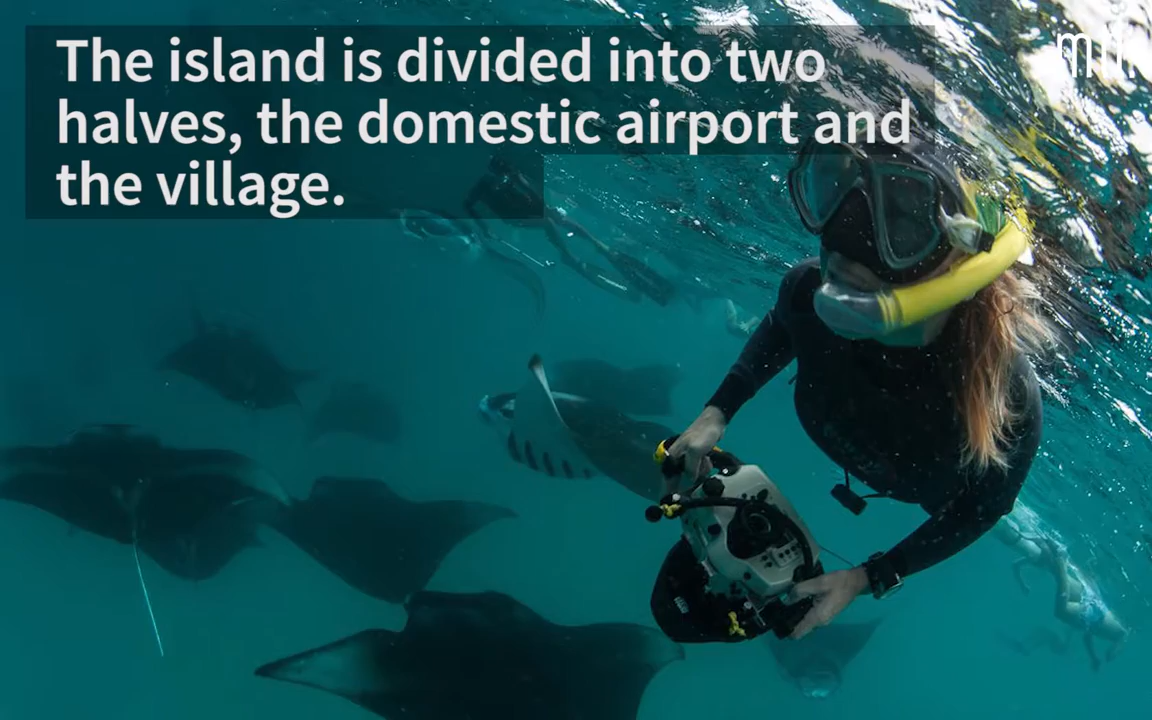 The island is divided into two
halves, the domestic airport and
the village.